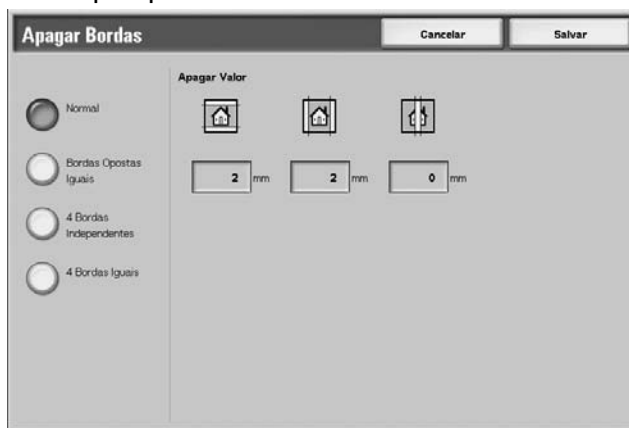 Apagar Bordas
Cancelar
Salvar
Apagar Valor
Normal
Bordas Opostas
Iguais
4 Bordas
Independentes
4 Bordas Iguais
2 mm
2 mm
0 mm